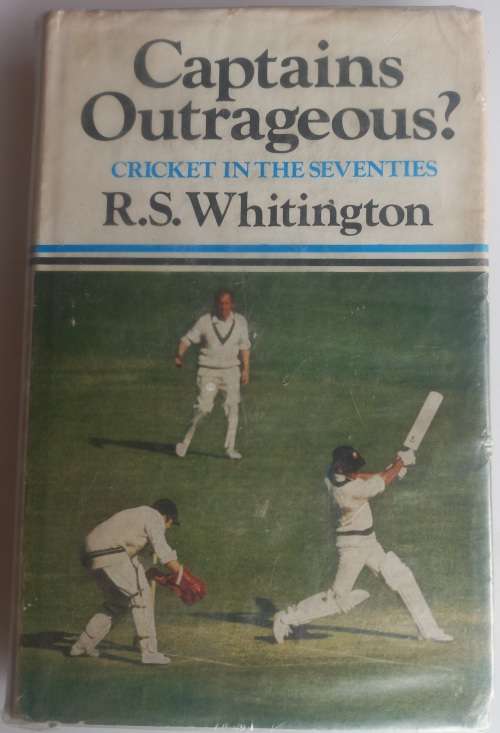 Captains
Outrageous?
CRICKET IN THE SEVENTIES
R.S. Whitington